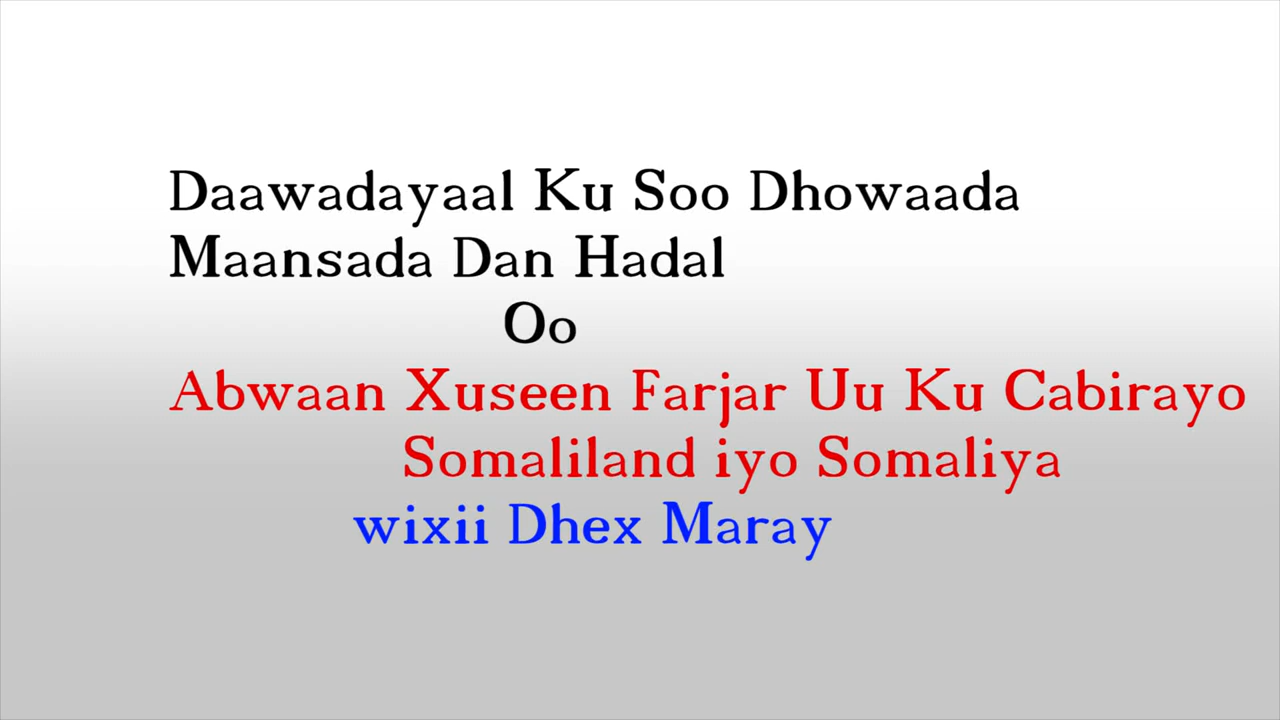 Daawadayaal Ku Soo Dhowaada
Maansada Dan Hadal
Oo
Abwaan Xuseen Farjar Uu Ku Cabirayo
Somaliland iyo Somaliya
wixii Dhex Maray